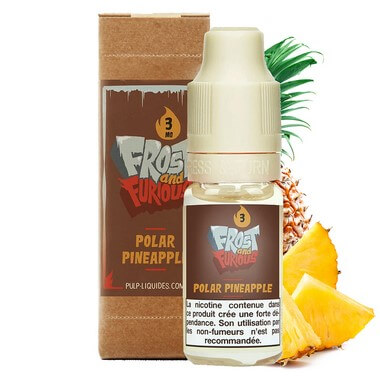 3
MG
FROST
and
FURIOUS
POLAR
PINEAPPLE
PULP-LIQUIDES.COM
3
FROST
and
FURIOUS
POLAR PINEAPPLE
La nicotine contenue dans
ce produit crée une forte dé-
pendance. Son utilisation par
les non-fumeurs n'est pas
recommandée.